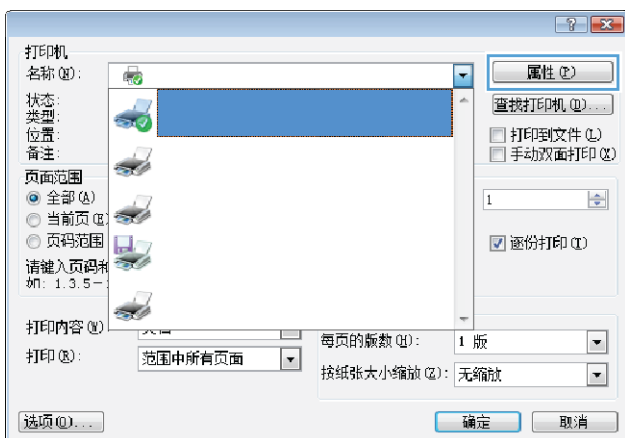 打印机
名称(N):
属性(P)
状态:
查找打印机(D)...
类型:
位置:
打印到文件(L)
备注:
手动双面打印(X)
页面范围
全部(A)
1
当前页(E)
页码范围
逐份打印(T)
请键入页码和
如: 1.3.5-
打印内容(W)
每页的版数(H):
1 版
打印(R):
范围中所有页面
按纸张大小缩放(Z):
无缩放
选项(O)...
确定
取消